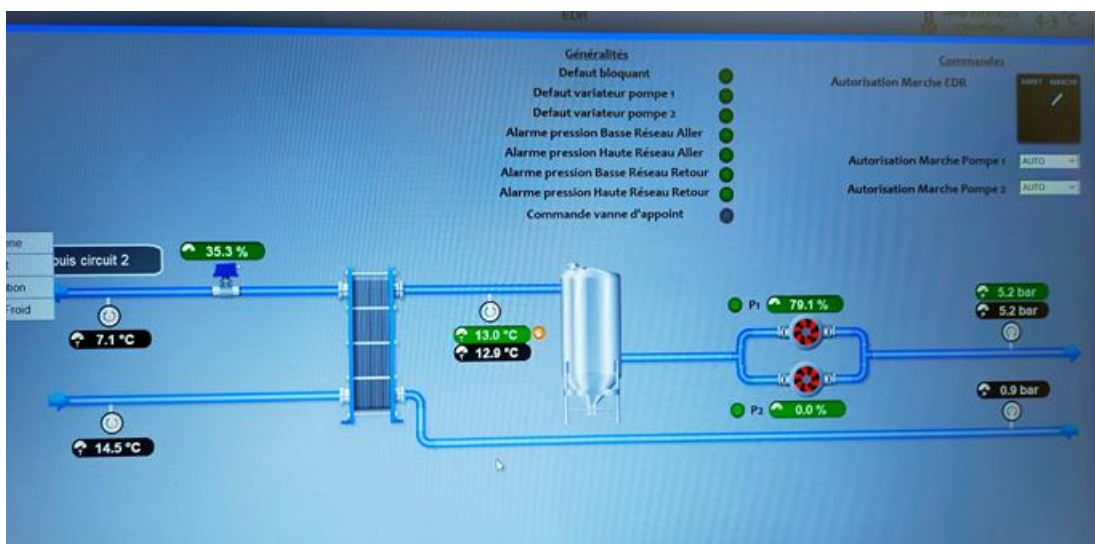 EDR
4.3 °C
Généralités
Defaut bloquant
Defaut variateur pompe 1
Defaut variateur pompe 2
Alarme pression Basse Réseau Aller
Alarme pression Haute Réseau Aller
Alarme pression Basse Réseau Retour
Alarme pression Haute Réseau Retour
Commande vanne d'appoint
Commandes
Autorisation Marche EDR
ARRET MARCHE
Autorisation Marche Pompe 1
AUTO
Autorisation Marche Pompe 2
AUTO
Froid
circuit 2
35.3 %
7.1 °C
14.5 °C
13.0 °C
12.9 °C
P1 79.1 %
P2 0.0 %
5.2 bar
5.2 bar
0.9 bar